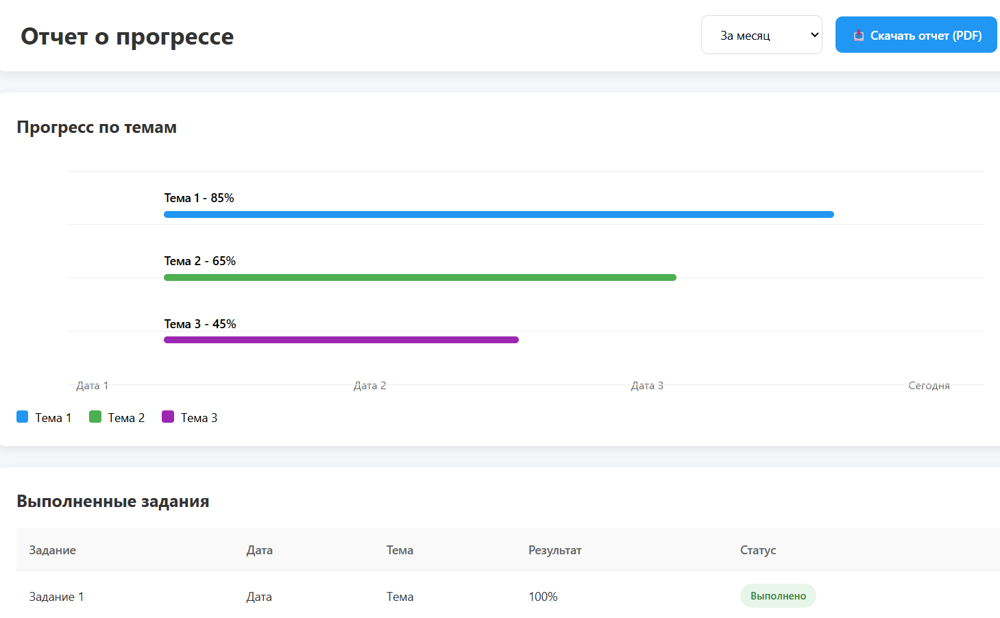 Отчет о прогрессе
За месяц
Скачать отчет (PDF)
Прогресс по темам
Тема 1 - 85%
Тема 2 - 65%
Тема 3 - 45%
Дата 1 Дата 2 Дата 3 Сегодня
Тема 1 Тема 2 Тема 3
Выполненные задания
Задание Дата Тема Результат Статус
Задание 1 Дата Тема 100% Выполнено